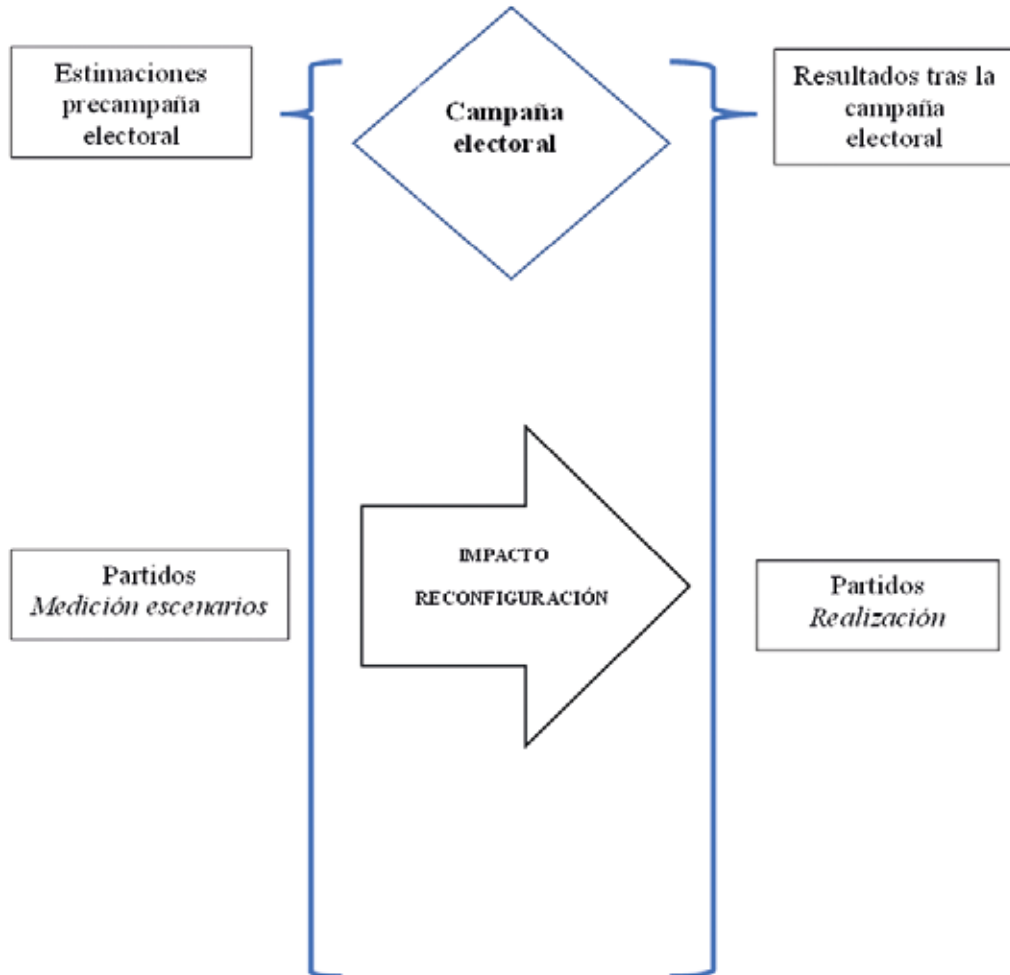 Estimaciones
precampaña
electoral
Campaña
electoral
Resultados tras la
campaña
electoral
Partidos
Medición escenarios
IMPACTO
RECONFIGURACIÓN
Partidos
Realización